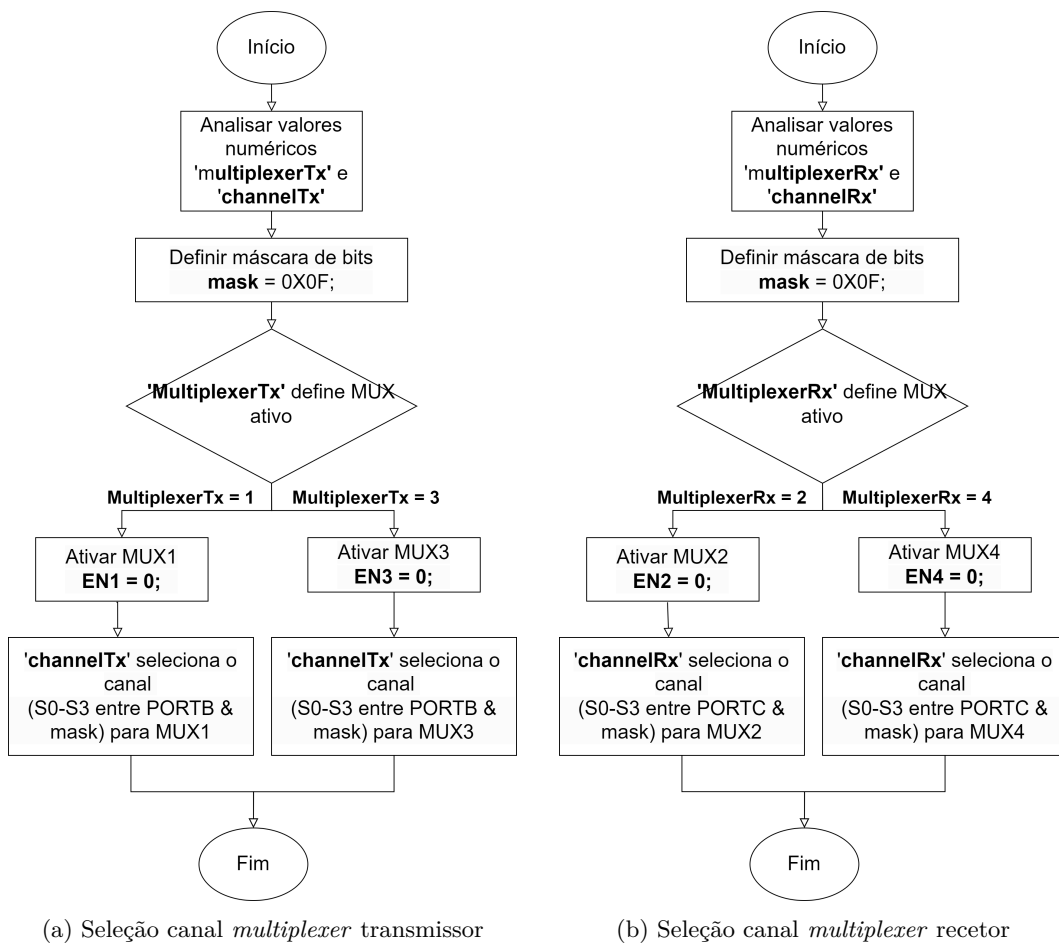 Início
Analisar valores
numéricos
'multiplexerTx' e
'channelTx'
Definir máscara de bits
mask = 0X0F;
'MultiplexerTx' define MUX
ativo
MultiplexerTx = 1
MultiplexerTx = 3
Ativar MUX1
EN1 = 0;
Ativar MUX3
EN3 = 0;
'channelTx' seleciona o
canal
(S0-S3 entre PORTB &
mask) para MUX1
'channelTx' seleciona o
canal
(S0-S3 entre PORTB &
mask) para MUX3
Fim
(a) Seleção canal multiplexer transmissor
Início
Analisar valores
numéricos
'multiplexerRx' e
'channelRx'
Definir máscara de bits
mask = 0X0F;
'MultiplexerRx' define MUX
ativo
MultiplexerRx = 2
MultiplexerRx = 4
Ativar MUX2
EN2 = 0;
Ativar MUX4
EN4 = 0;
'channelRx' seleciona o
canal
(S0-S3 entre PORTC &
mask) para MUX2
'channelRx' seleciona o
canal
(S0-S3 entre PORTC &
mask) para MUX4
Fim
(b) Seleção canal multiplexer recetor